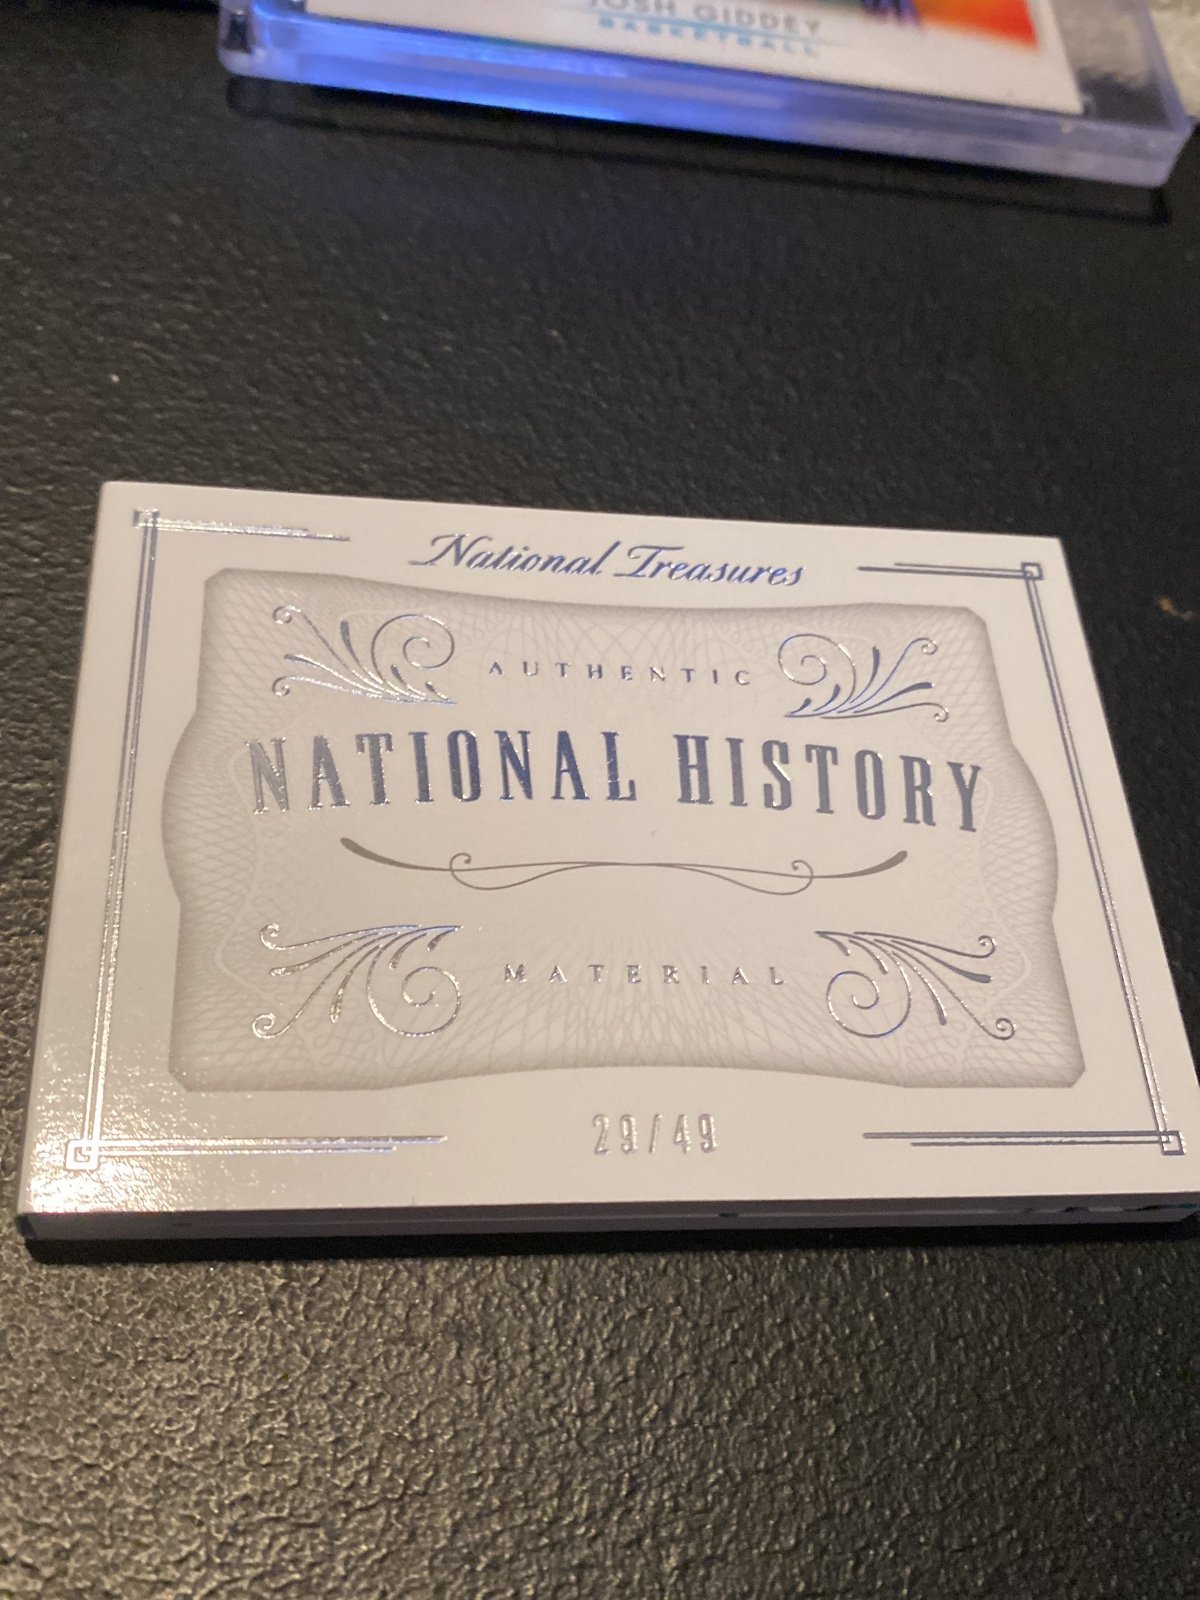 JOSH GIDDEY
BASKETBALL
National Treasures
AUTHENTIC
NATIONAL HISTORY
MATERIAL
29/49